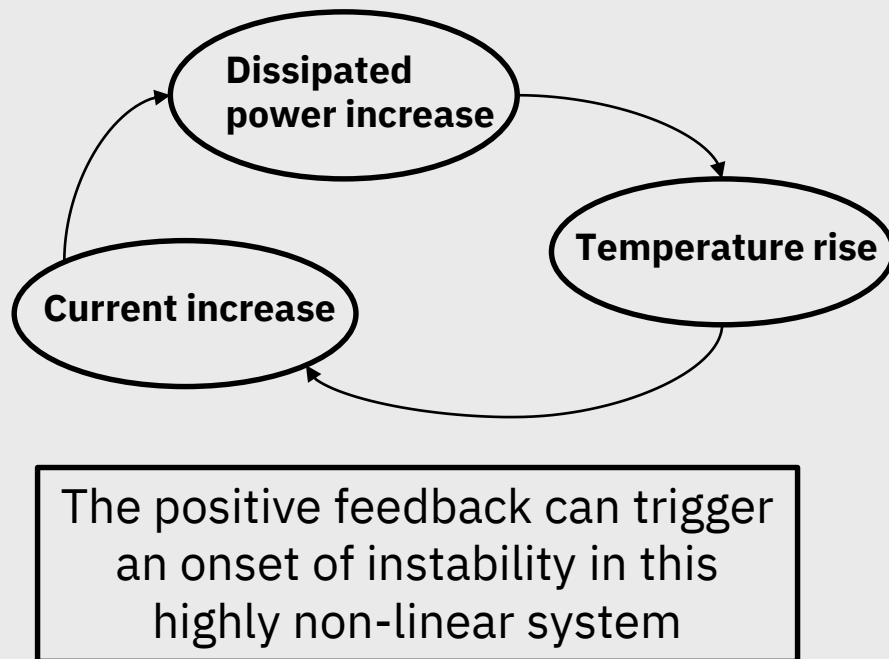 Dissipated
power increase
Temperature rise
Current increase
The positive feedback can trigger
an onset of instability in this
highly non-linear system